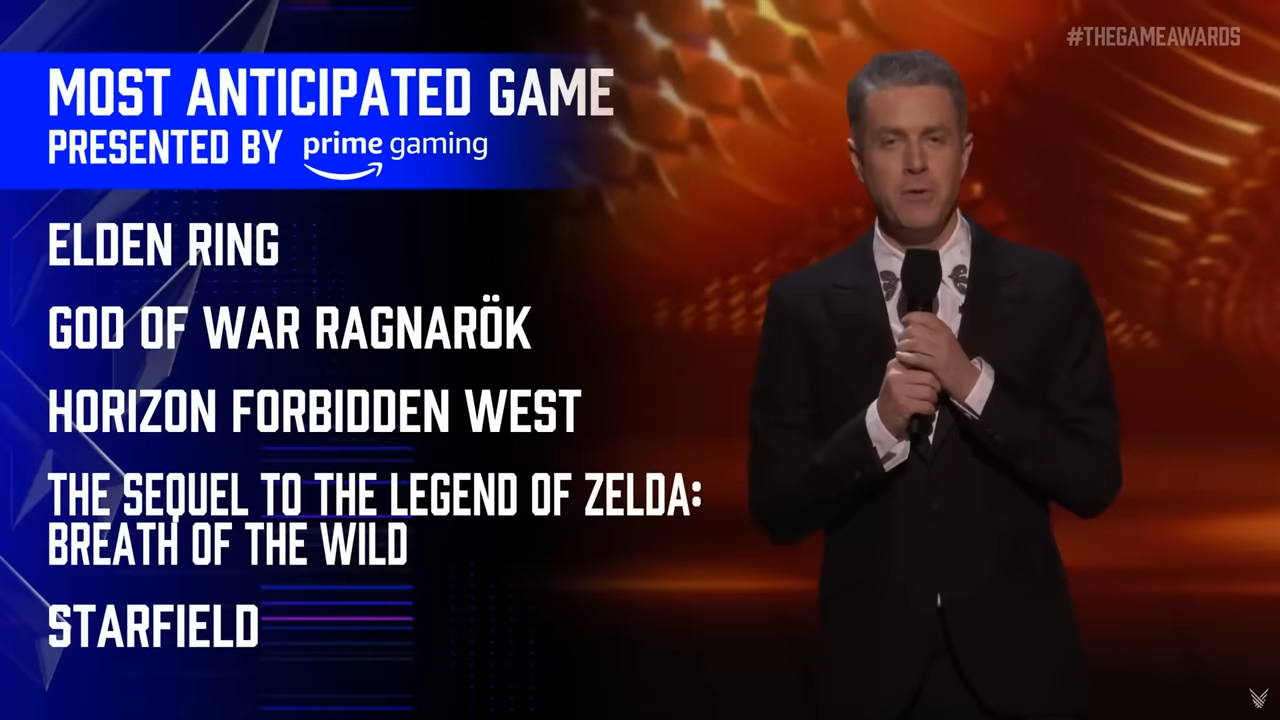 #THEGAMEAWARDS
MOST ANTICIPATED GAME
PRESENTED BY prime gaming
ELDEN RING
GOD OF WAR RAGNARÖK
HORIZON FORBIDDEN WEST
THE SEQUEL TO THE LEGEND OF ZELDA:
BREATH OF THE WILD
STARFIELD